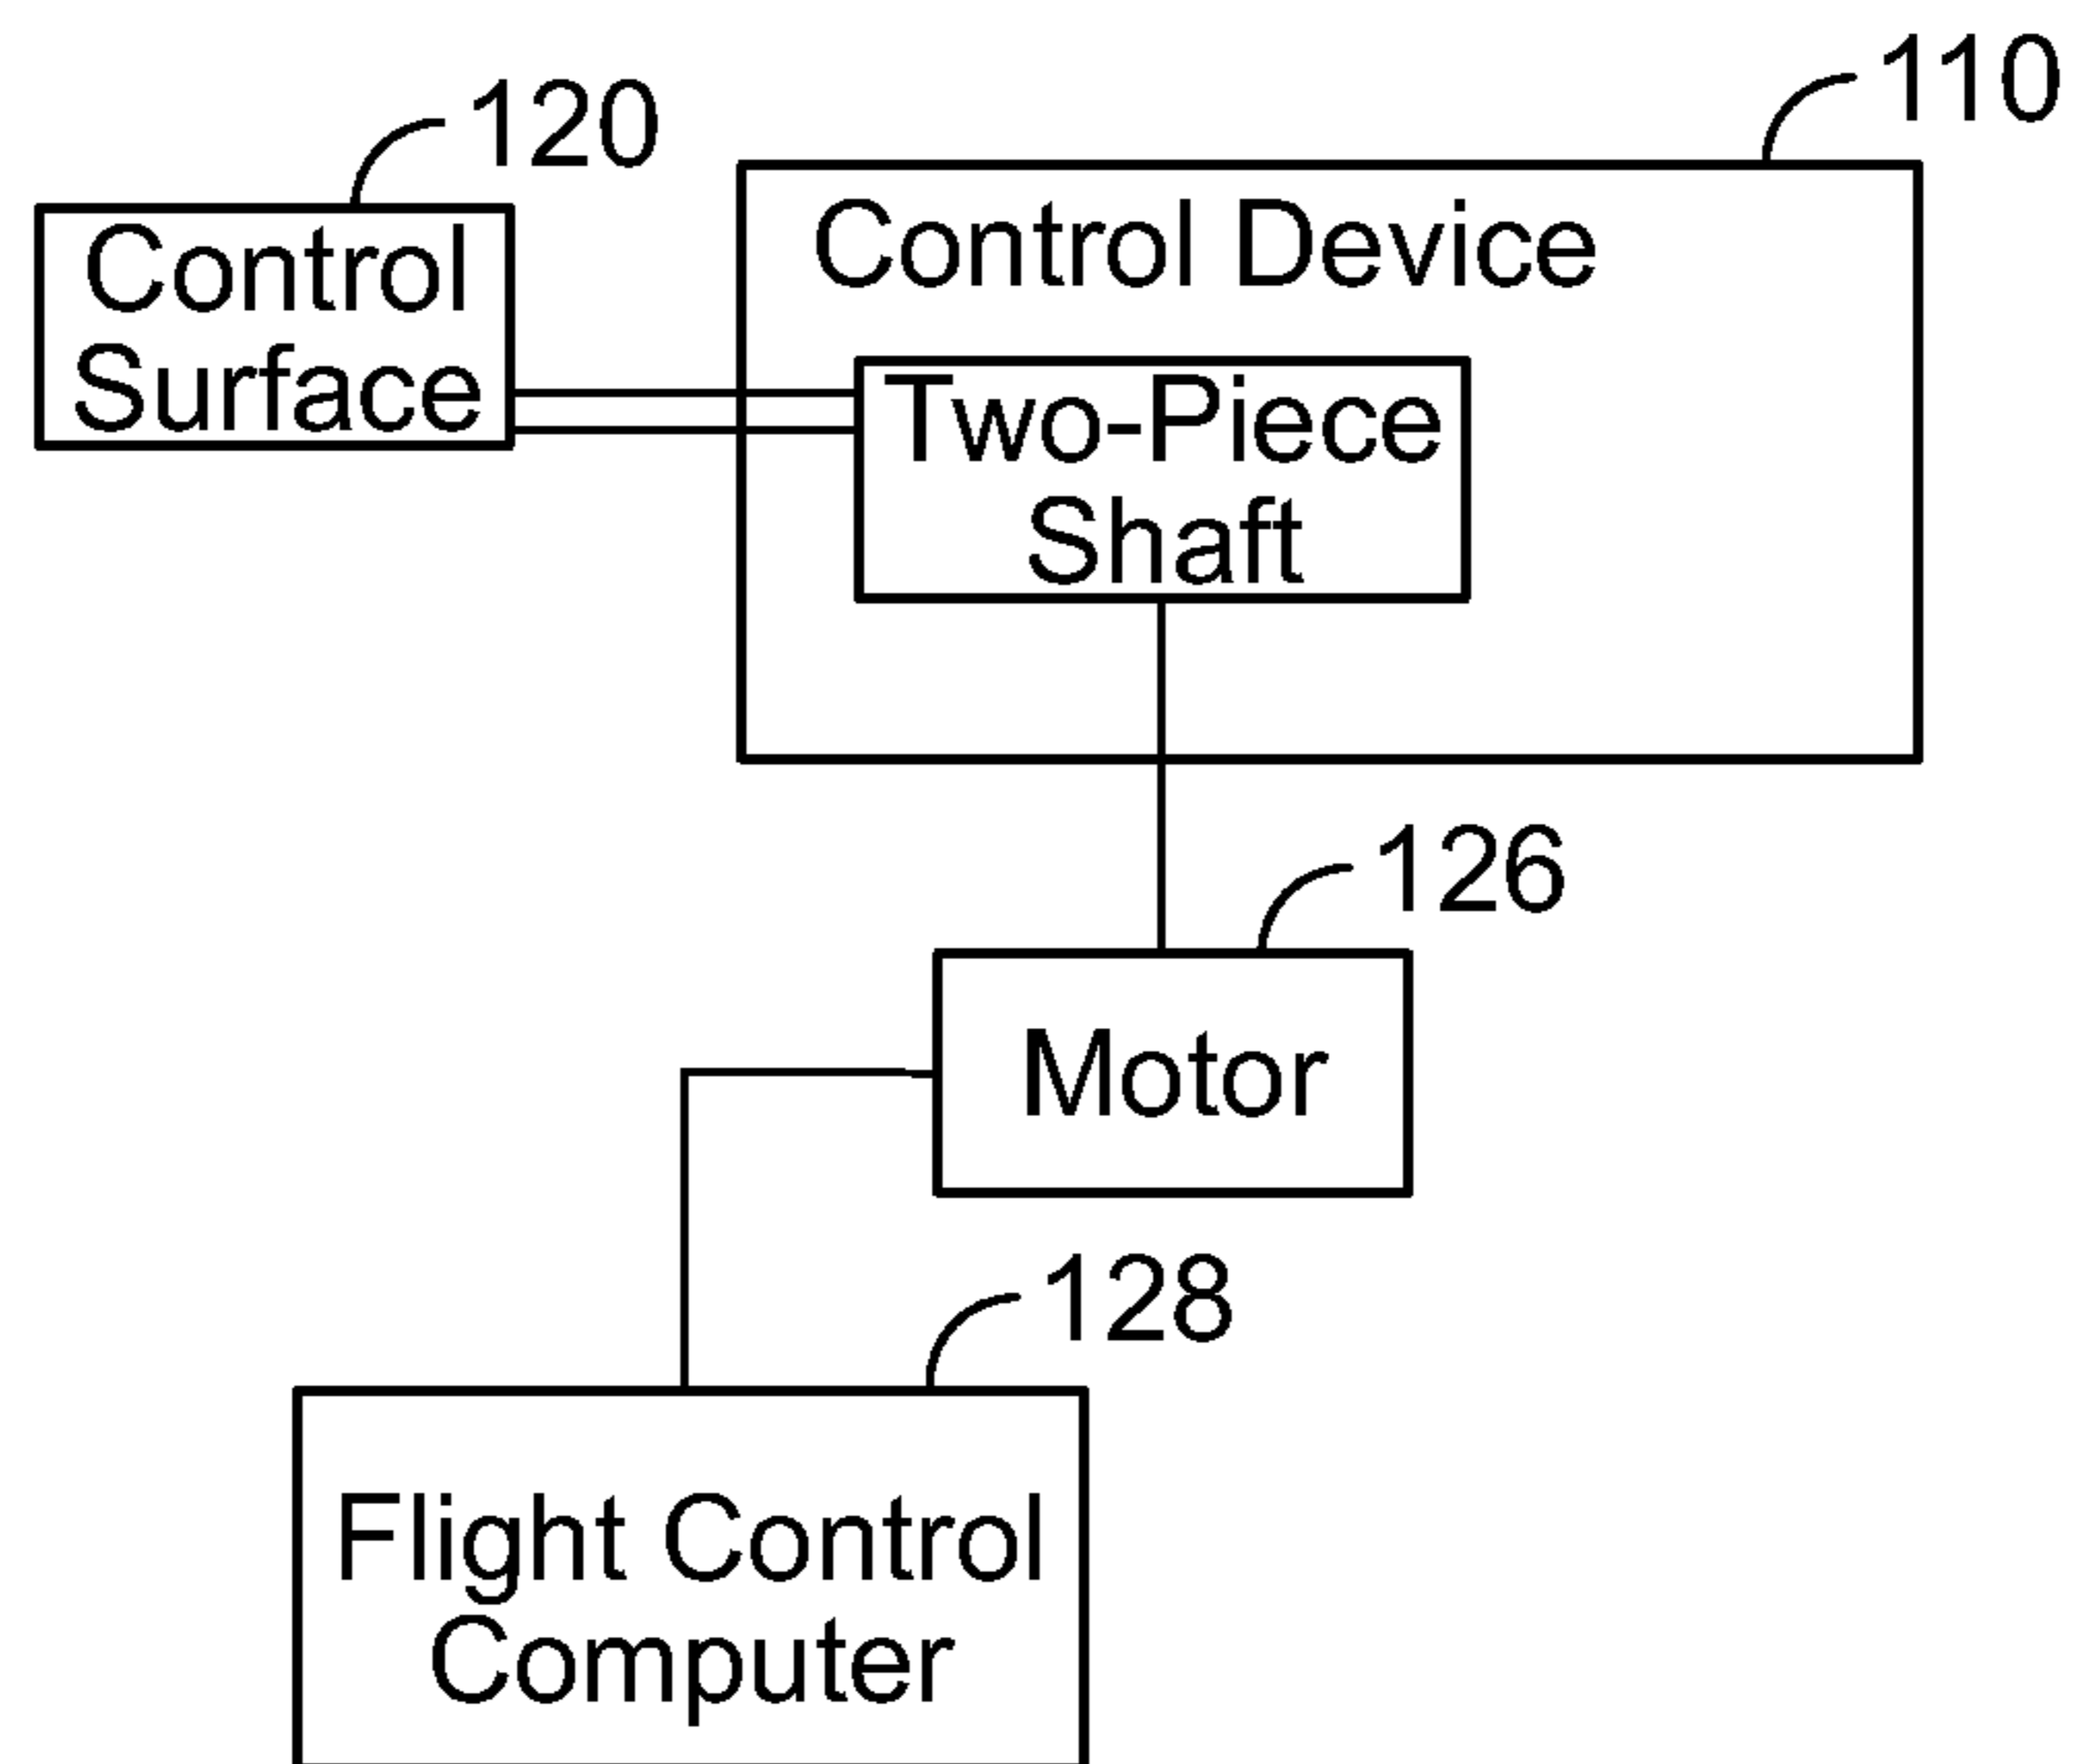 110
120
Control Device
Control
Surface
Two-Piece
Shaft
126
Motor
128
Flight Control
Computer